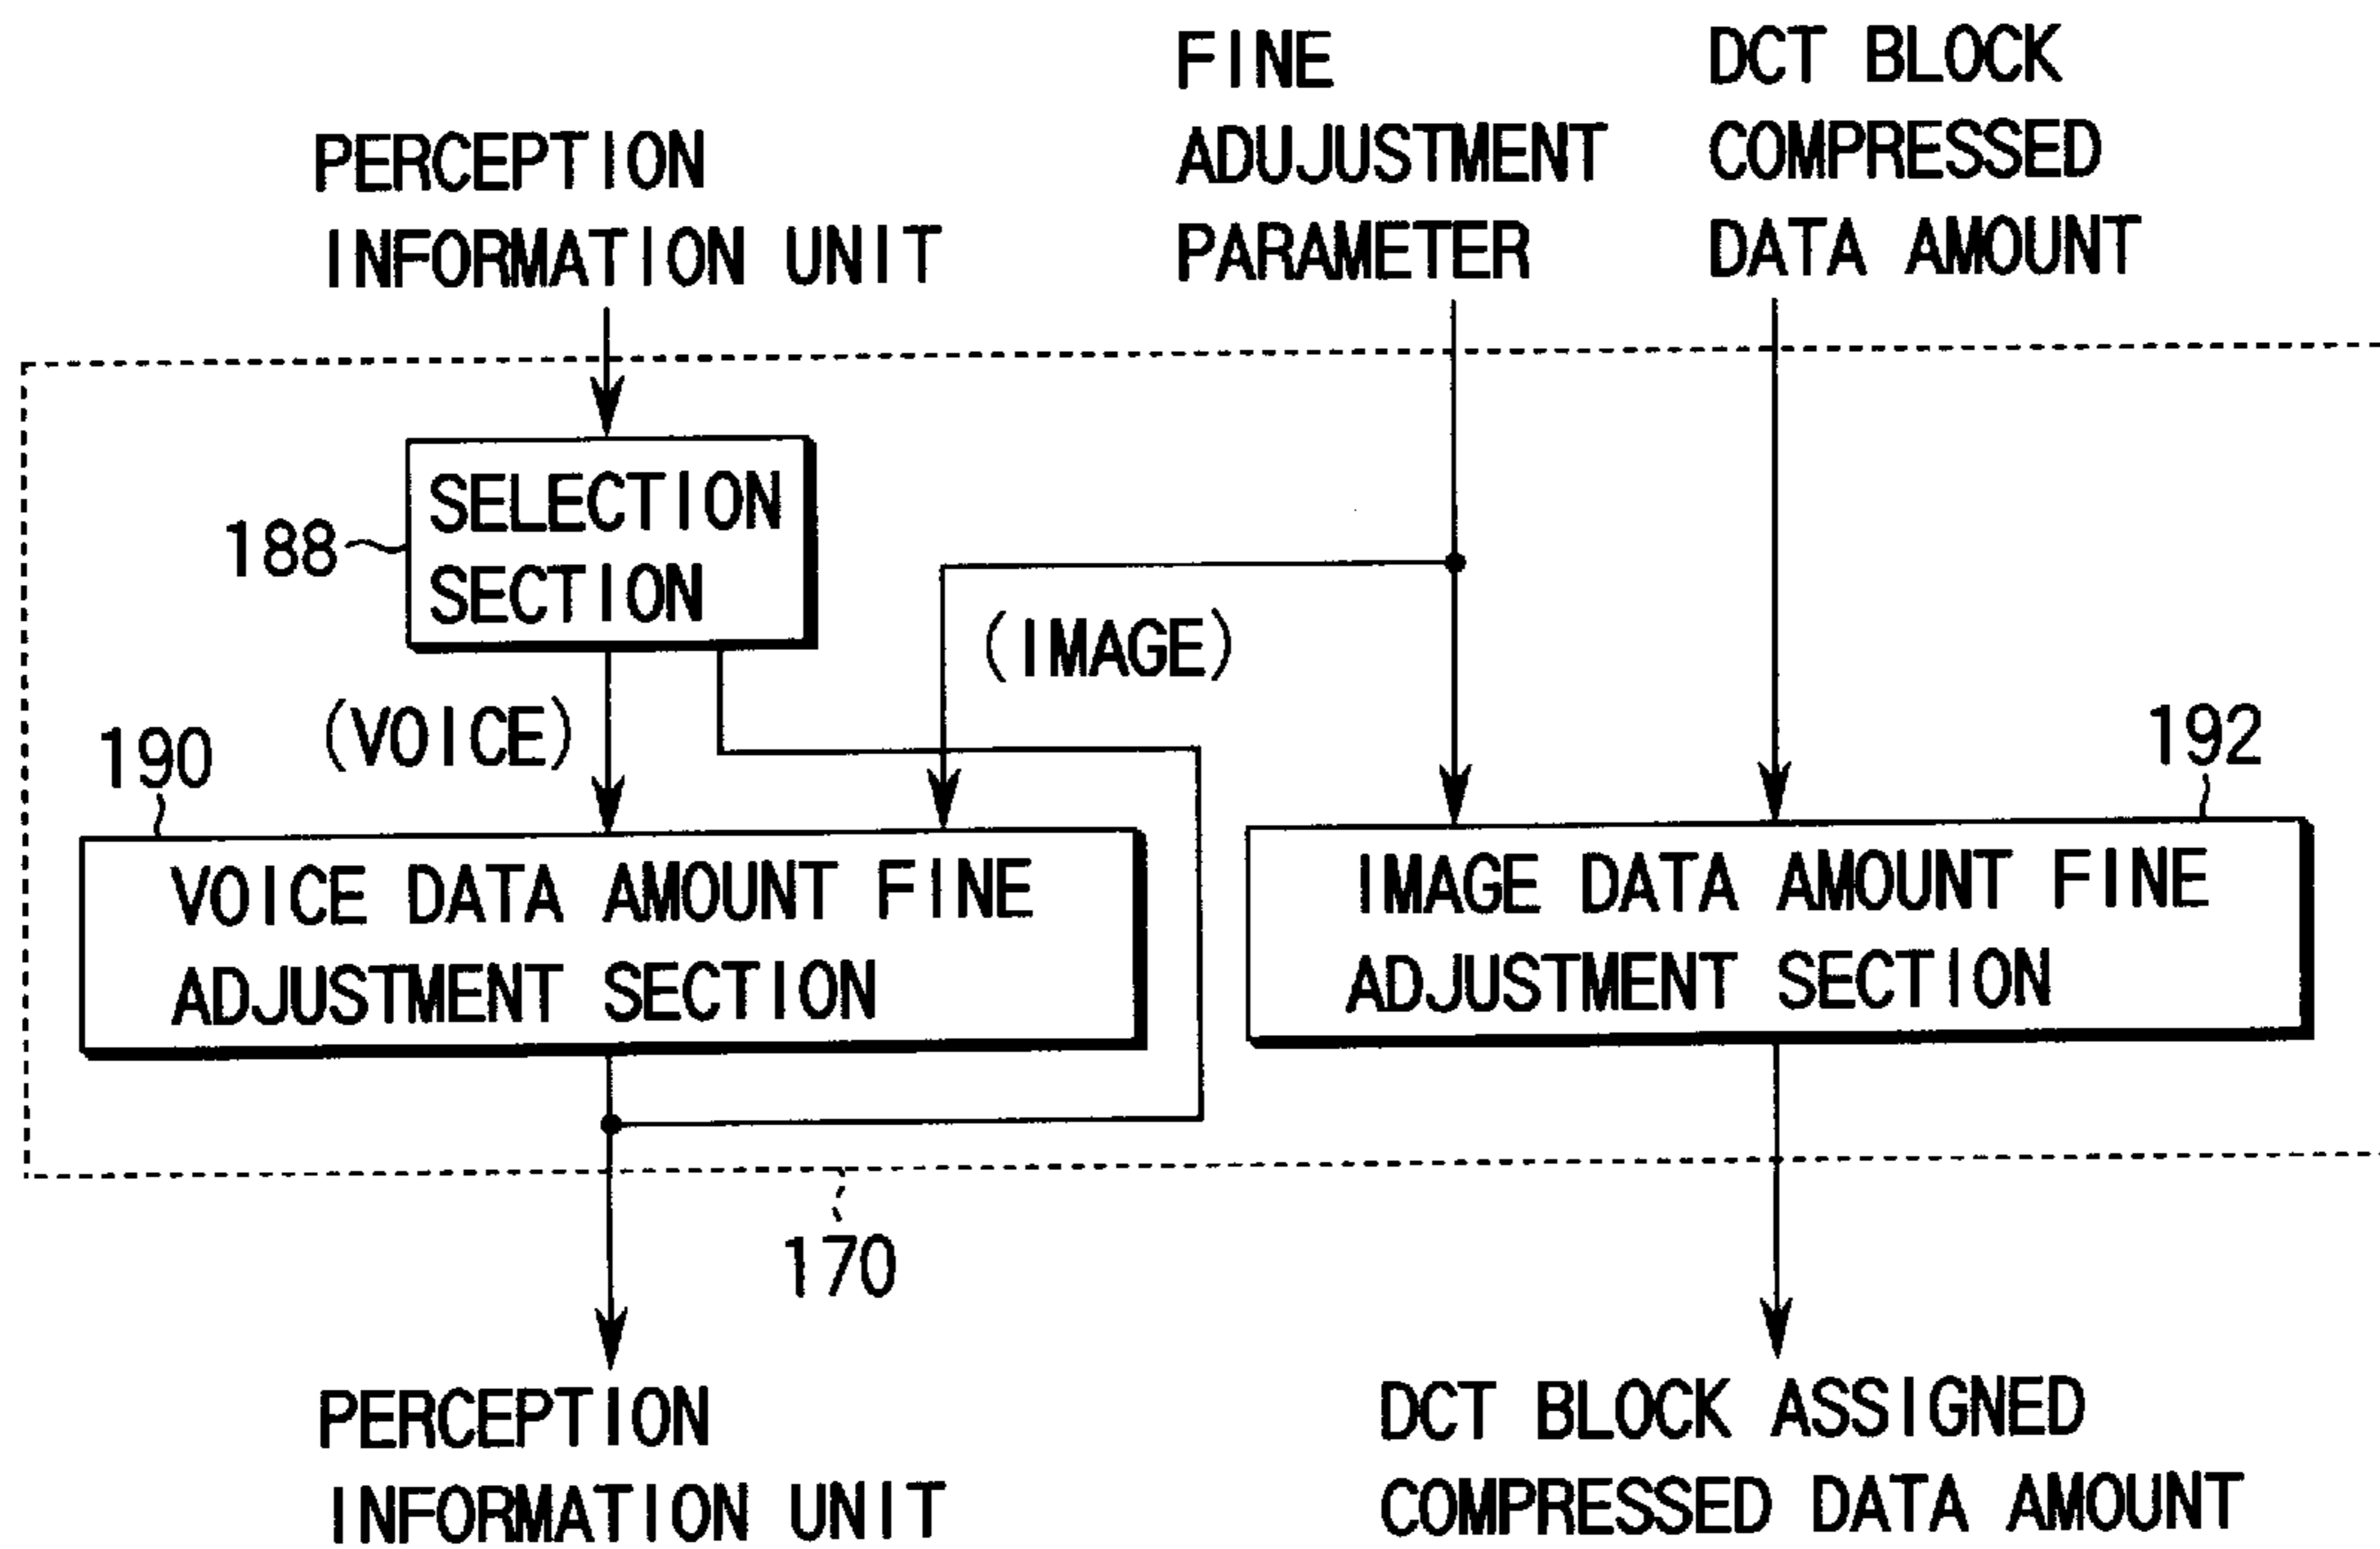 PERCEPTION
INFORMATION UNIT
FINE
ADUJUSTMENT
PARAMETER
DCT BLOCK
COMPRESSED
DATA AMOUNT
188
SELECTION
SECTION
(VOICE)
(IMAGE)
190
VOICE DATA AMOUNT FINE
ADJUSTMENT SECTION
192
IMAGE DATA AMOUNT FINE
ADJUSTMENT SECTION
170
PERCEPTION
INFORMATION UNIT
DCT BLOCK ASSIGNED
COMPRESSED DATA AMOUNT